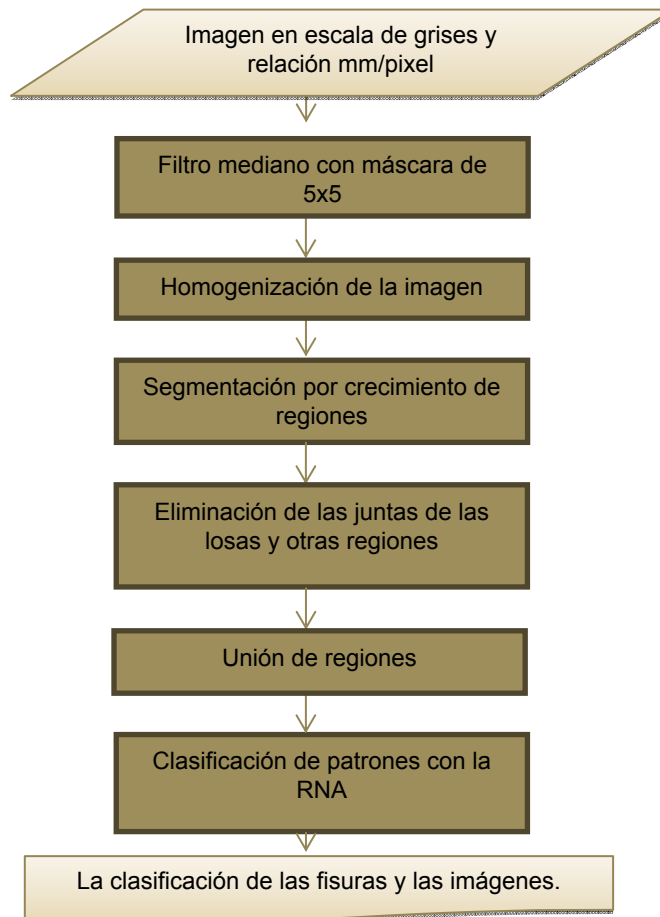 Imagen en escala de grises y
relación mm/pixel
Filtro mediano con máscara de
5x5
Homogenización de la imagen
Segmentación por crecimiento de
regiones
Eliminación de las juntas de las
losas y otras regiones
Unión de regiones
Clasificación de patrones con la
RNA
La clasificación de las fisuras y las imágenes.